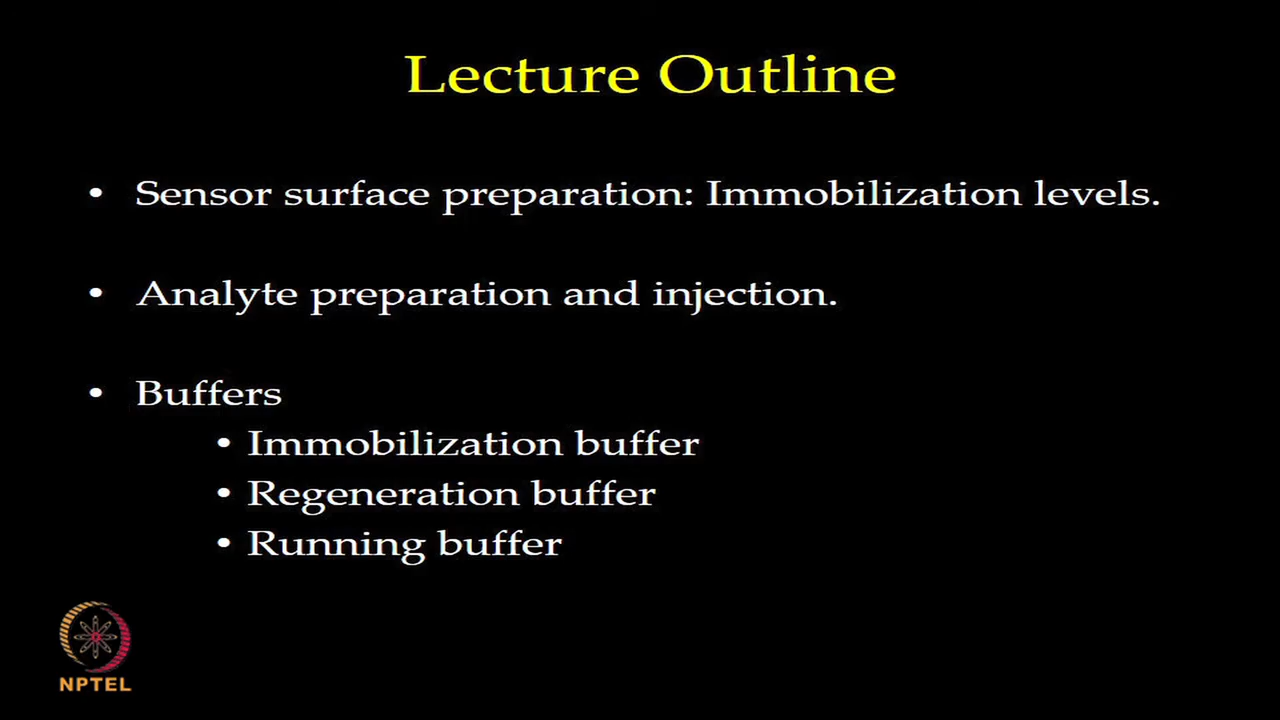 Lecture Outline
• Sensor surface preparation: Immobilization levels.
• Analyte preparation and injection.
• Buffers
• Immobilization buffer
• Regeneration buffer
• Running buffer
NPTEL